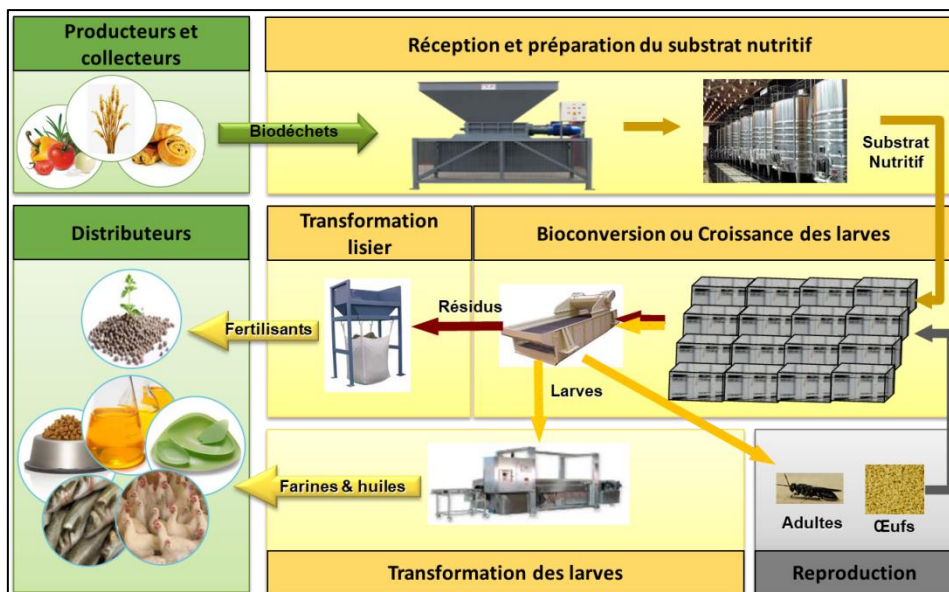 Producteurs et
collecteurs
Réception et préparation du substrat nutritif
Biodéchets
Substrat
Nutritif
Distributeurs
Transformation
lisier
Bioconversion ou Croissance des larves
Résidus
Fertilisants
Larves
Farines & huiles
Adultes
Œufs
Transformation des larves
Reproduction